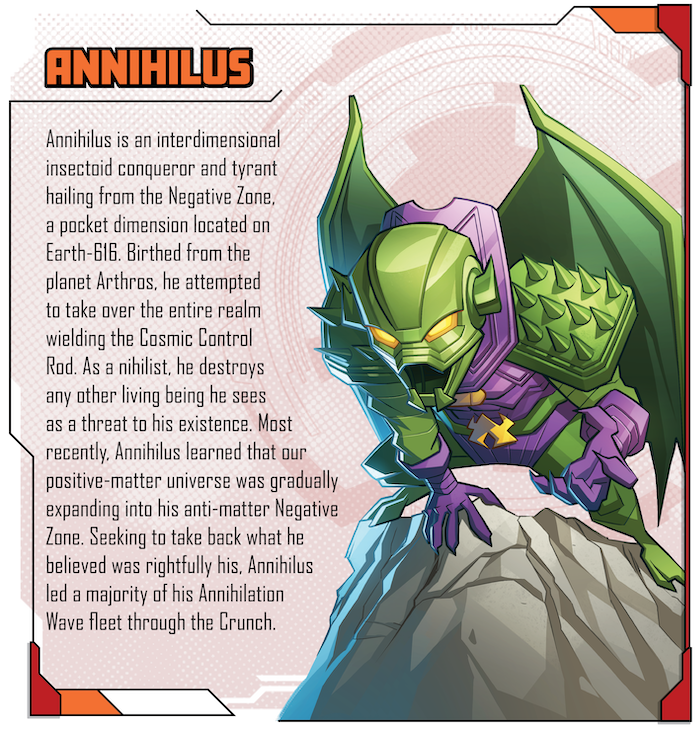 ANNIHILUS
Annihilus is an interdimensional
insectoid conqueror and tyrant
hailing from the Negative Zone,
a pocket dimension located on
Earth-616. Birthed from the
planet Arthros, he attempted
to take over the entire realm
wielding the Cosmic Control
Rod. As a nihilist, he destroys
any other living being he sees
as a threat to his existence. Most
recently, Annihilus learned that our
positive-matter universe was gradually
expanding into his anti-matter Negative
Zone. Seeking to take back what he
believed was rightfully his, Annihilus
led a majority of his Annihilation
Wave fleet through the Crunch.